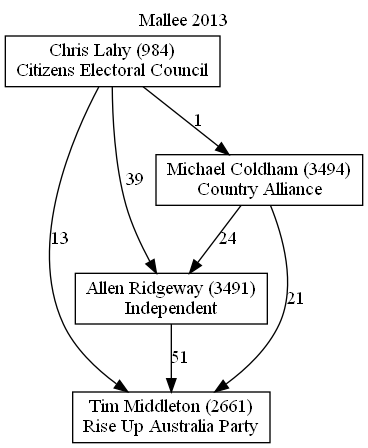 Mallee 2013
Chris Lahy (984)
Citizens Electoral Council
1
Michael Coldham (3494)
Country Alliance
39
13
24
Allen Ridgeway (3491)
Independent
21
51
Tim Middleton (2661)
Rise Up Australia Party